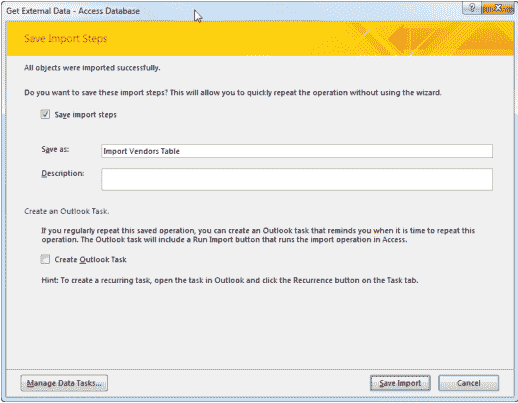 Get External Data - Access Database
Save Import Steps
All objects were imported successfully.
Do you want to save these import steps? This will allow you to quickly repeat the operation without using the wizard.
Save import steps
Save as:
Import Vendors Table
Description:
Create an Outlook Task.
If you regularly repeat this saved operation, you can create an Outlook task that reminds you when it is time to repeat this
operation. The Outlook task will include a Run Import button that runs the import operation in Access.
Create Outlook Task
Hint: To create a recurring task, open the task in Outlook and click the Recurrence button on the Task tab.
Manage Data Tasks...
Save Import
Cancel